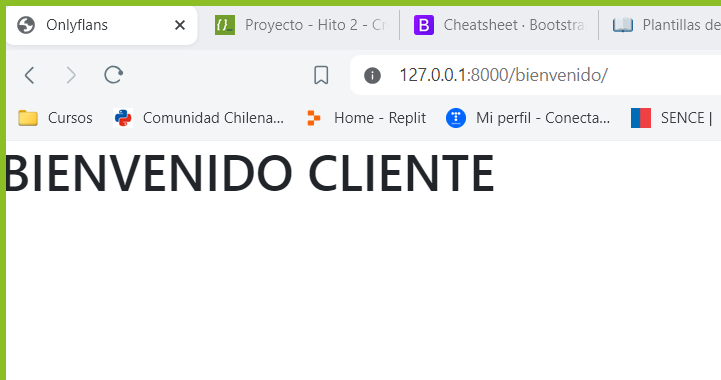 Onlyflans
Proyecto - Hito 2 - Cr
Cheatsheet · Bootstra
Plantillas de
127.0.0.1:8000/bienvenido/
Cursos
Comunidad Chilena...
Home - Replit
Mi perfil - Conecta...
SENCE |
BIENVENIDO CLIENTE